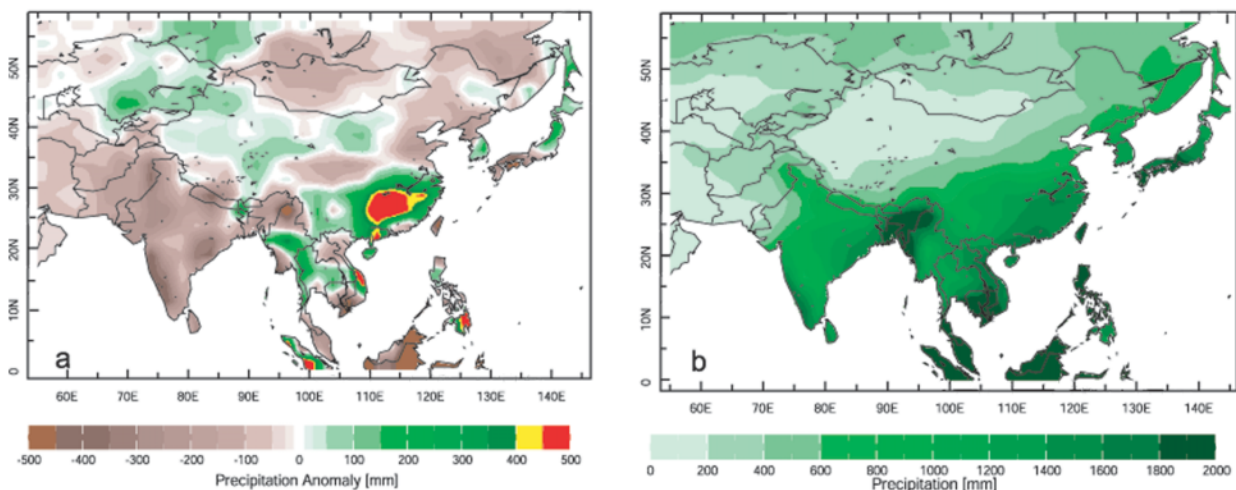 50N
40N
30N
20N
10N
0
a
60E 70E 80E 90E 100E 110E 120E 130E 140E
-500 -400 -300 -200 -100 0 100 200 300 400 500
Precipitation Anomaly [mm]
50N
40N
30N
20N
10N
0
b
60E 70E 80E 90E 100E 110E 120E 130E 140E
0 200 400 600 800 1000 1200 1400 1600 1800 2000
Precipitation [mm]